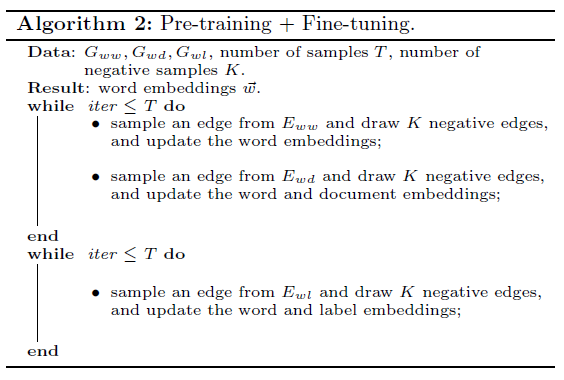 Algorithm 2: Pre-training + Fine-tuning.
Data: G_{ww}, G_{wd}, G_{wl}, number of samples T, number of
negative samples K.
Result: word embeddings \vec{w}.
while iter ≤ T do
• sample an edge from E_{ww} and draw K negative edges,
and update the word embeddings;
• sample an edge from E_{wd} and draw K negative edges,
and update the word and document embeddings;
end
while iter ≤ T do
• sample an edge from E_{wl} and draw K negative edges,
and update the word and label embeddings;
end